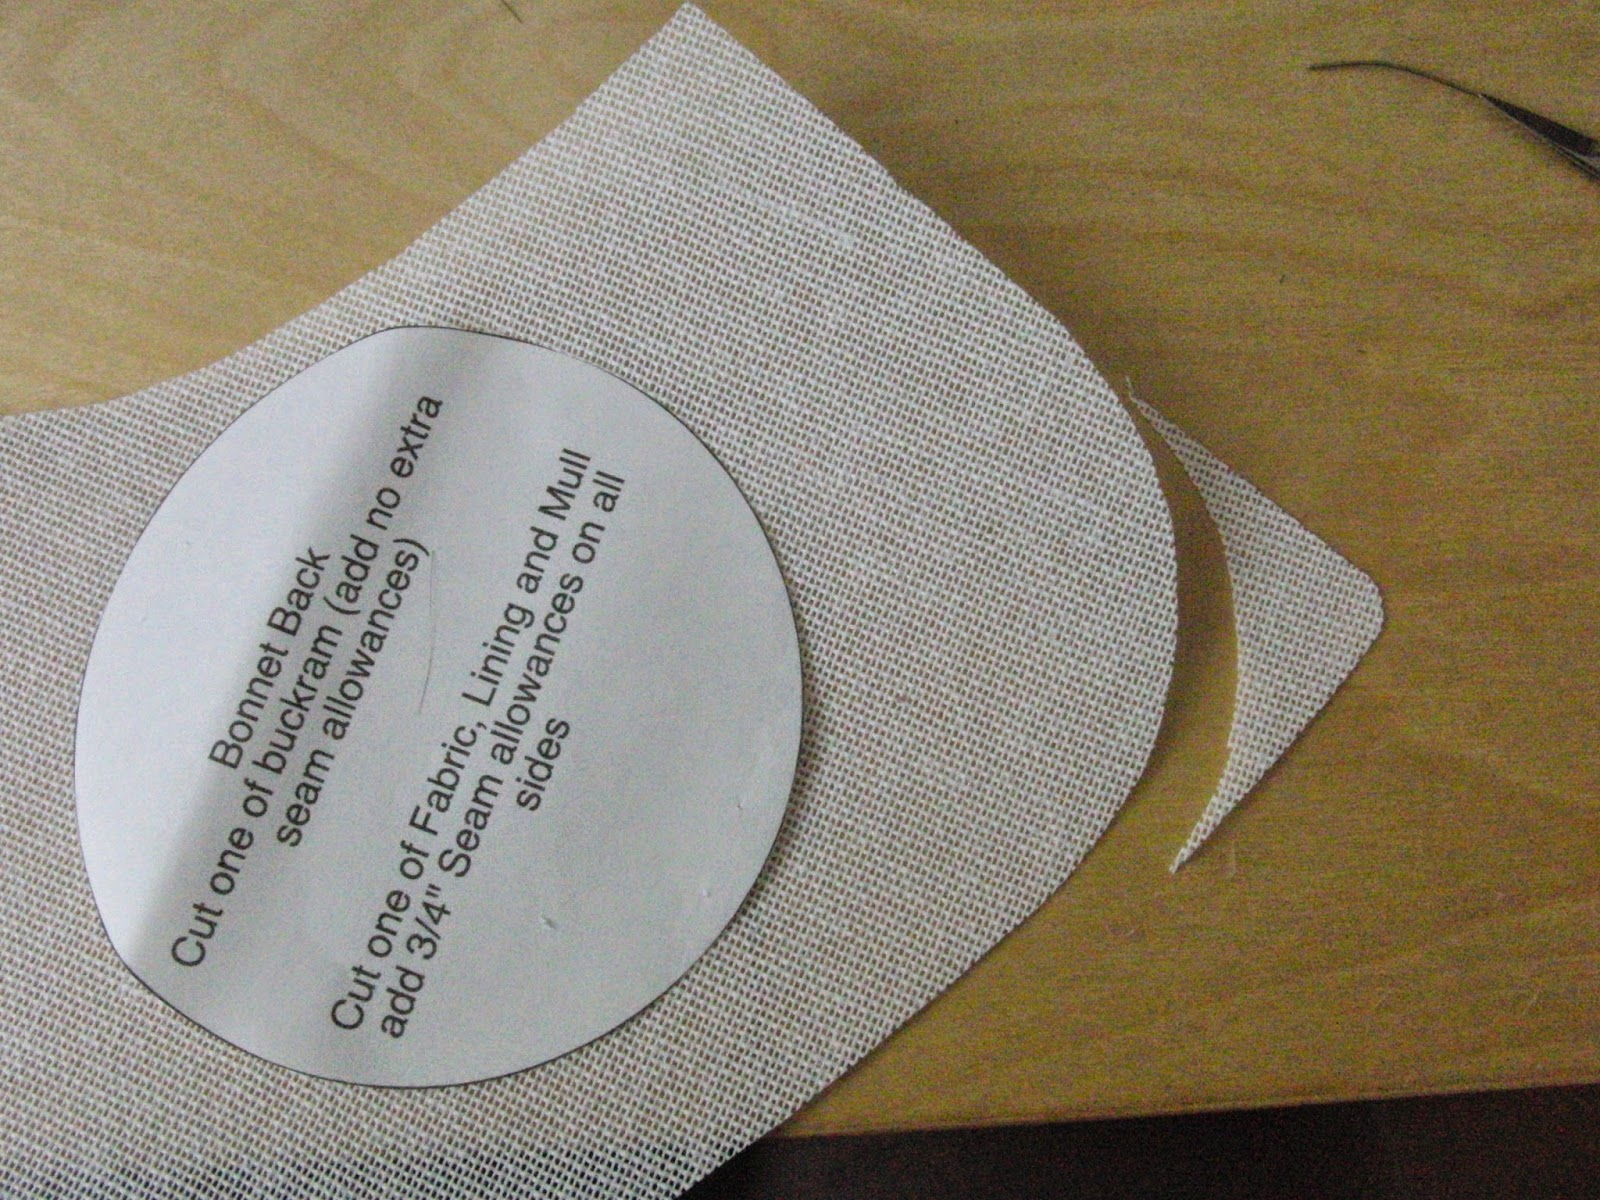 Bonnet Back
Cut one of buckram (add no extra
seam allowances)
Cut one of Fabric, Lining and Mull
add 3/4" Seam allowances on all
sides